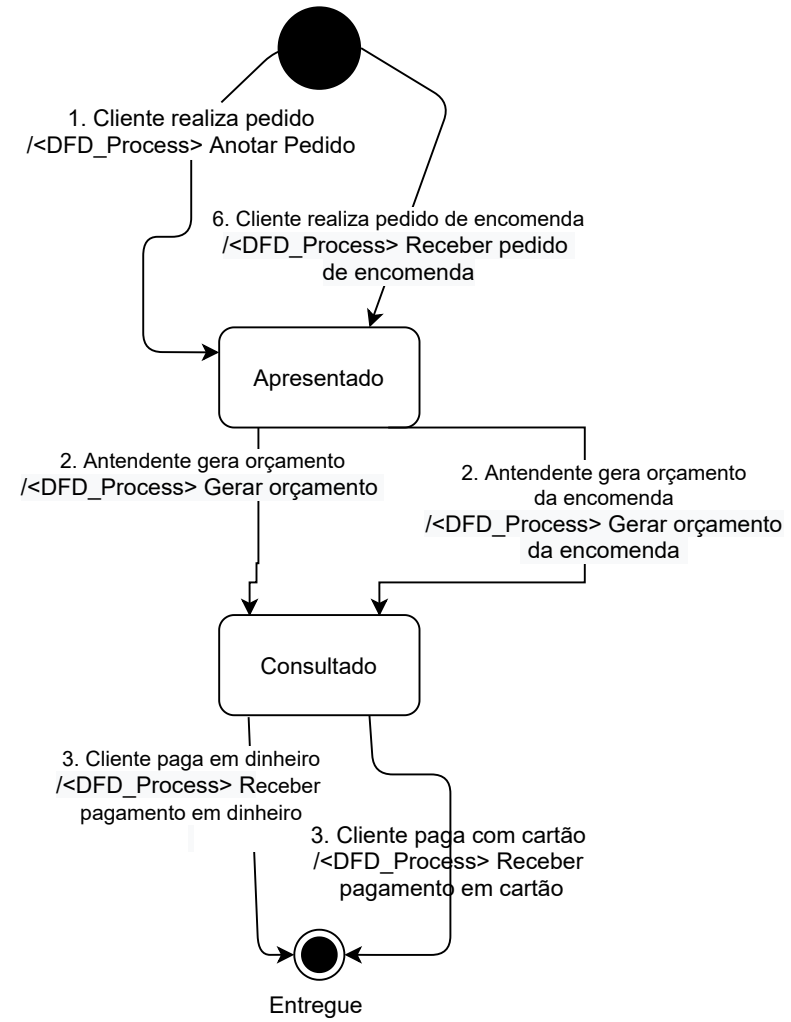 1. Cliente realiza pedido
/<DFD_Process> Anotar Pedido
6. Cliente realiza pedido de encomenda
/<DFD_Process> Receber pedido
de encomenda
Apresentado
2. Antendente gera orçamento
/<DFD_Process> Gerar orçamento
2. Antendente gera orçamento
da encomenda
/<DFD_Process> Gerar orçamento
da encomenda
Consultado
3. Cliente paga em dinheiro
/<DFD_Process> Receber
pagamento em dinheiro
3. Cliente paga com cartão
/<DFD_Process> Receber
pagamento em cartão
Entregue